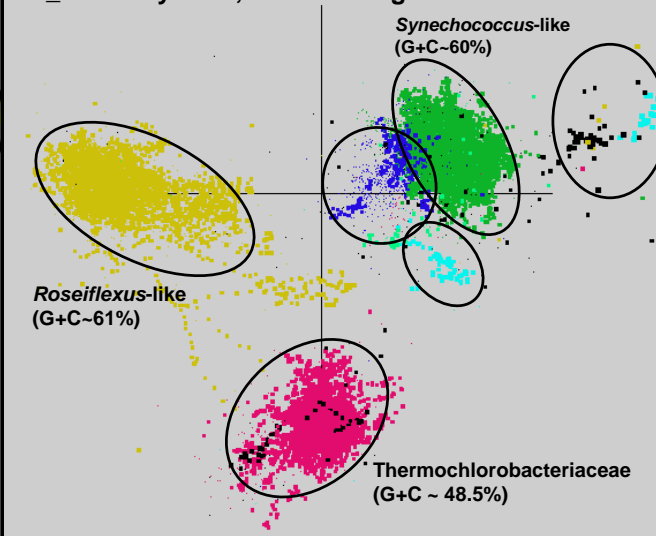 Synechococcus-like
(G+C~60%)
Roseiflexus-like
(G+C~61%)
Thermochlorobacteriaceae
(G+C ~ 48.5%)